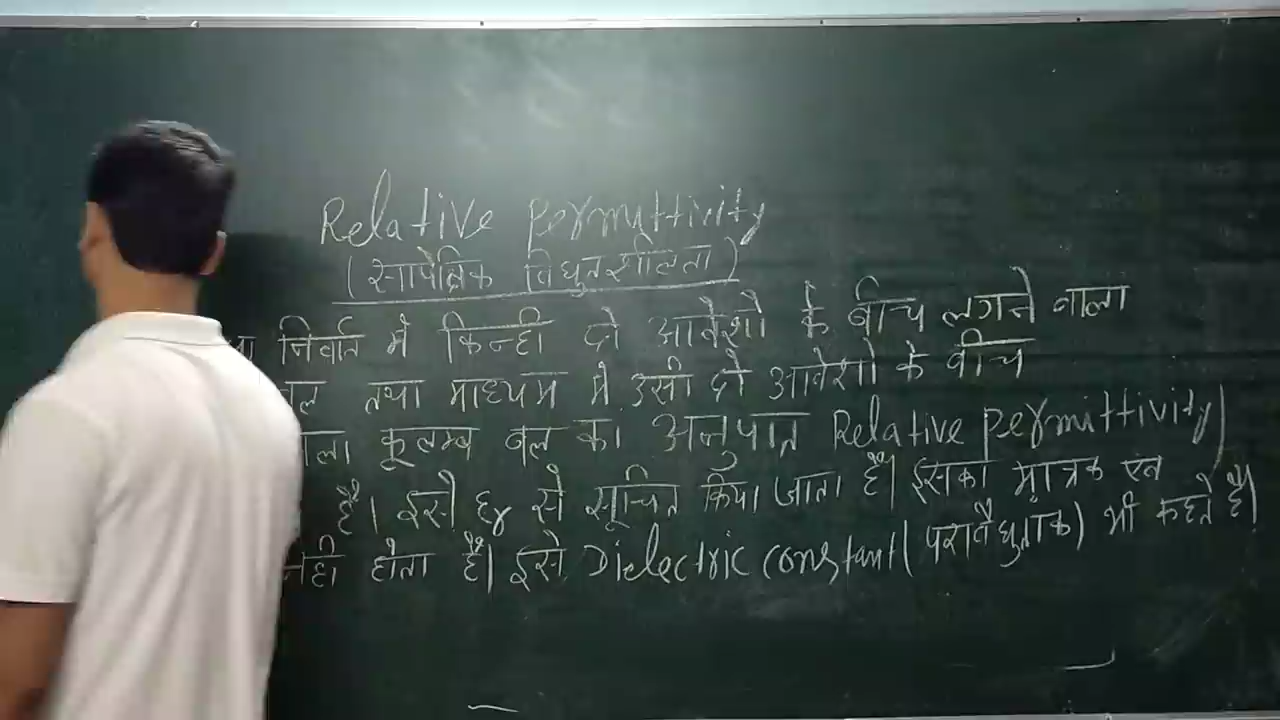 Relative permittivity
(सापेक्षिक विधुतशीलता)
निर्वात में किन्ही दो आवेशो के बीच लगने वाला
तथा माध्यम मे उसी दो आवेशो के बीच
कूलम्ब बल का अनुपात Relative permittivity
है। इसे εr से सूचित किया जाता है। इसका मात्रक
नही होता है। इसे Dielectric constant (परावैधुतांक) भी कहते है।